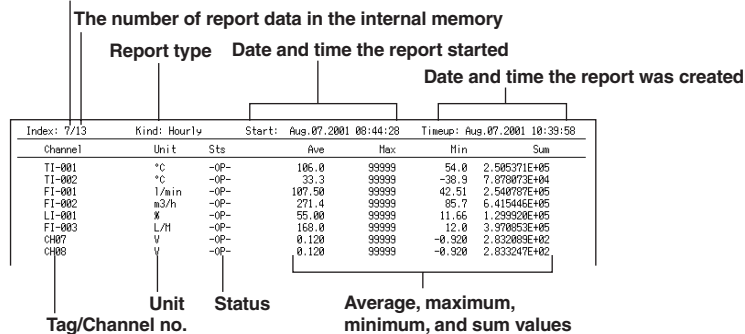 The number of report data in the internal memory
Report type
Date and time the report started
Date and time the report was created
Index: 7/13 Kind: Hourly Start: Aug.07.2001 08:44:28 Timeup: Aug.07.2001 10:39:58
Channel Unit Sts Ave Max Min Sum
TI-001 °C -OP- 106.0 99999 54.0 2.505371E+05
TI-002 °C -OP- 33.3 99999 -38.9 7.878073E+04
FI-001 l/min -OP- 107.50 99999 42.51 2.540787E+05
FI-002 m3/h -OP- 271.4 99999 85.7 6.415446E+05
LI-001 % -OP- 55.00 99999 11.66 1.299920E+05
FI-003 L/H -OP- 168.0 99999 12.0 3.970853E+05
CH07 V -OP- 0.120 99999 -0.920 2.832089E+02
CH08 V -OP- 0.120 99999 -0.920 2.833247E+02
Tag/Channel no.
Unit
Status
Average, maximum,
minimum, and sum values